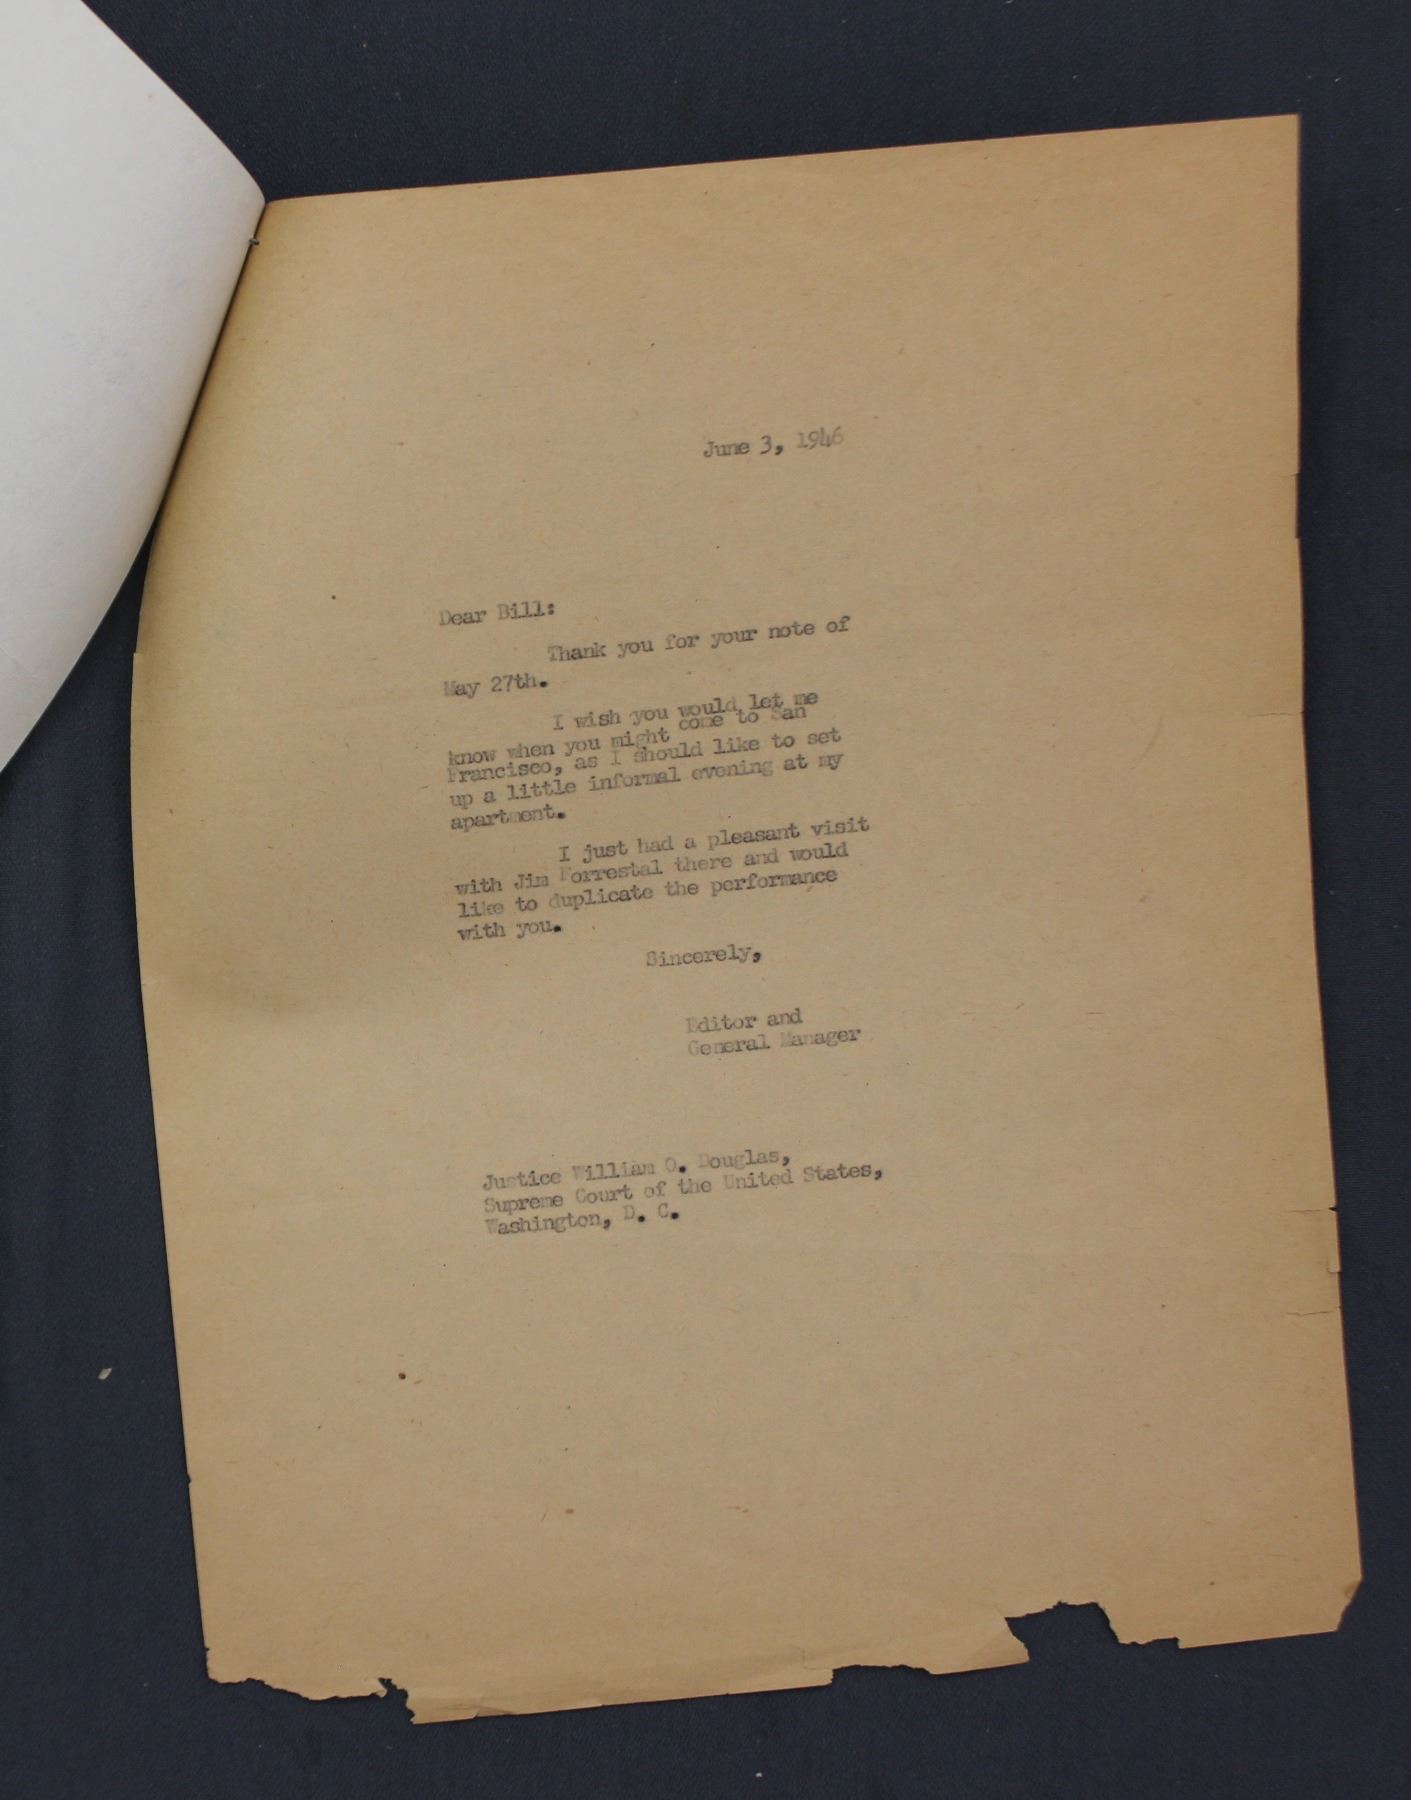 June 3, 1946
Dear Bill:
Thank you for your note of
May 27th.
I wish you would let me
know when you might come to San
Francisco, as I should like to set
up a little informal evening at my
apartment.
I just had a pleasant visit
with Jim Forrestal there and would
like to duplicate the performance
with you.
Sincerely,
Editor and
General Manager
Justice William O. Douglas,
Supreme Court of the United States,
Washington, D. C.